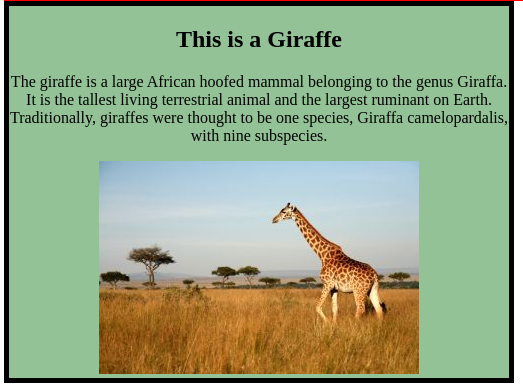 This is a Giraffe
The giraffe is a large African hoofed mammal belonging to the genus Giraffa.
It is the tallest living terrestrial animal and the largest ruminant on Earth.
Traditionally, giraffes were thought to be one species, Giraffa camelopardalis,
with nine subspecies.